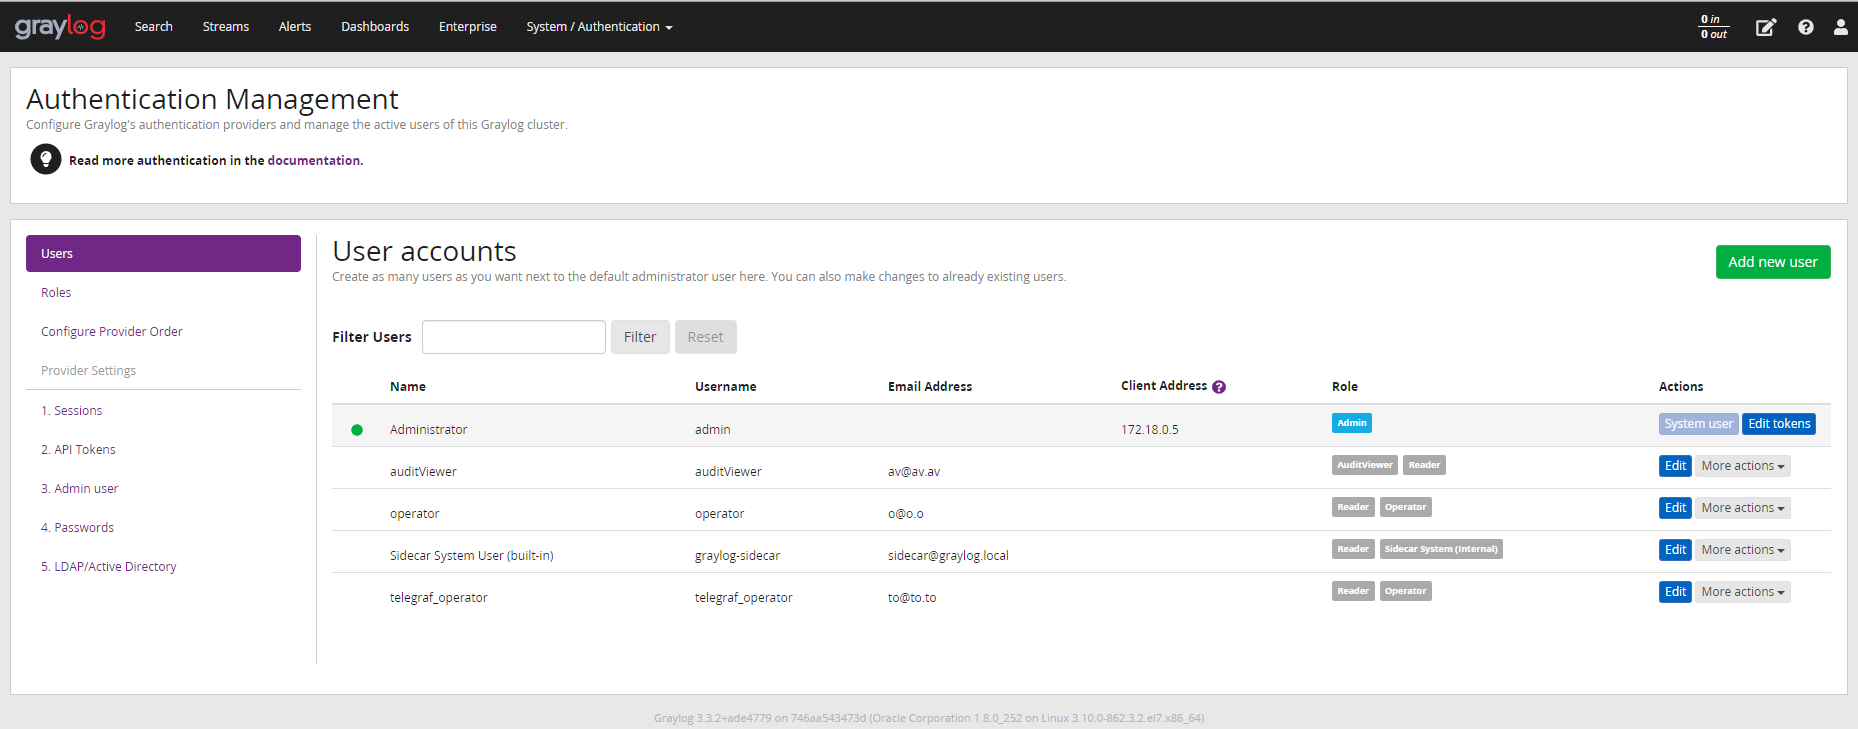 graylog Search Streams Alerts Dashboards Enterprise System / Authentication 0 in
0 out
Authentication Management
Configure Graylog's authentication providers and manage the active users of this Graylog cluster.
Read more authentication in the documentation.
Users
Roles
Configure Provider Order
Provider Settings
1. Sessions
2. API Tokens
3. Admin user
4. Passwords
5. LDAP/Active Directory
User accounts
Create as many users as you want next to the default administrator user here. You can also make changes to already existing users.
Add new user
Filter Users Filter Reset
Name Username Email Address Client Address ? Role Actions
Administrator admin 172.18.0.5 Admin System user Edit tokens
auditViewer auditViewer av@av.av AuditViewer Reader Edit More actions
operator operator o@o.o Reader Operator Edit More actions
Sidecar System User (built-in) graylog-sidecar sidecar@graylog.local Reader Sidecar System (Internal) Edit More actions
telegraf_operator telegraf_operator to@to.to Reader Operator Edit More actions
Graylog 3.3.2+ade4779 on 746aa543473d (Oracle Corporation 1.8.0_252 on Linux 3.10.0-862.3.2.el7.x86_64)